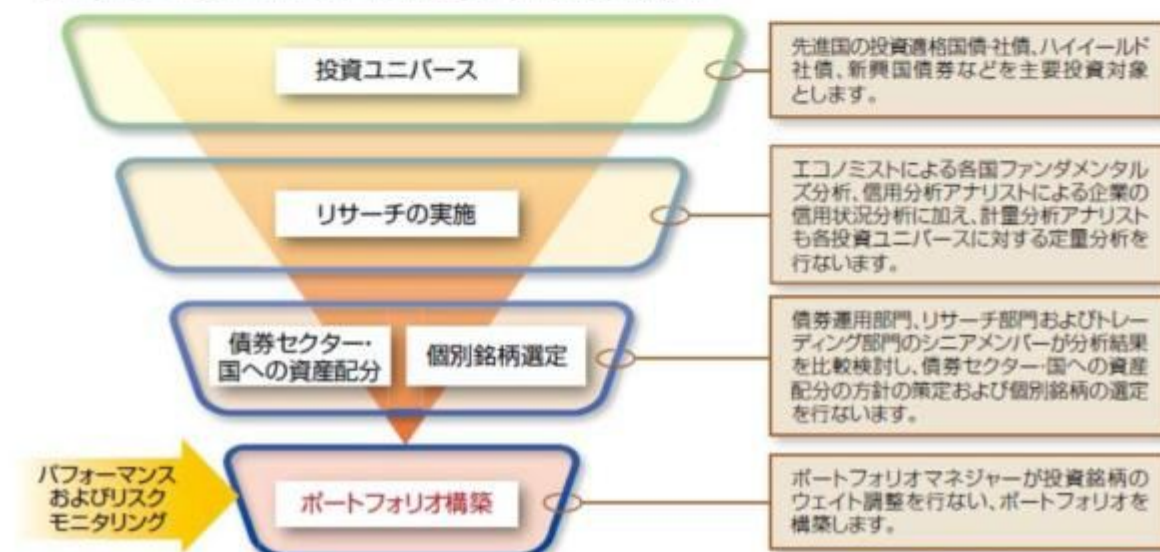 投資ユニバース
先進国の投資適格国債・社債、ハイイールド
社債、新興国債券などを主要投資対象
とします。
リサーチの実施
エコノミストによる各国ファンダメンタル
ズ分析、信用分析アナリストによる企業の
信用状況分析に加え、計量分析アナリスト
も各投資ユニバースに対する定量分析を
行ないます。
債券セクター・
国への資産配分
個別銘柄選定
債券運用部門、リサーチ部門およびトレー
ディング部門のシニアメンバーが分析結果
を比較検討し、債券セクター・国への資産
配分の方針の策定および個別銘柄の選定
を行ないます。
パフォーマンス
およびリスク
モニタリング
ポートフォリオ構築
ポートフォリオマネジャーが投資銘柄の
ウェイト調整を行ない、ポートフォリオを
構築します。